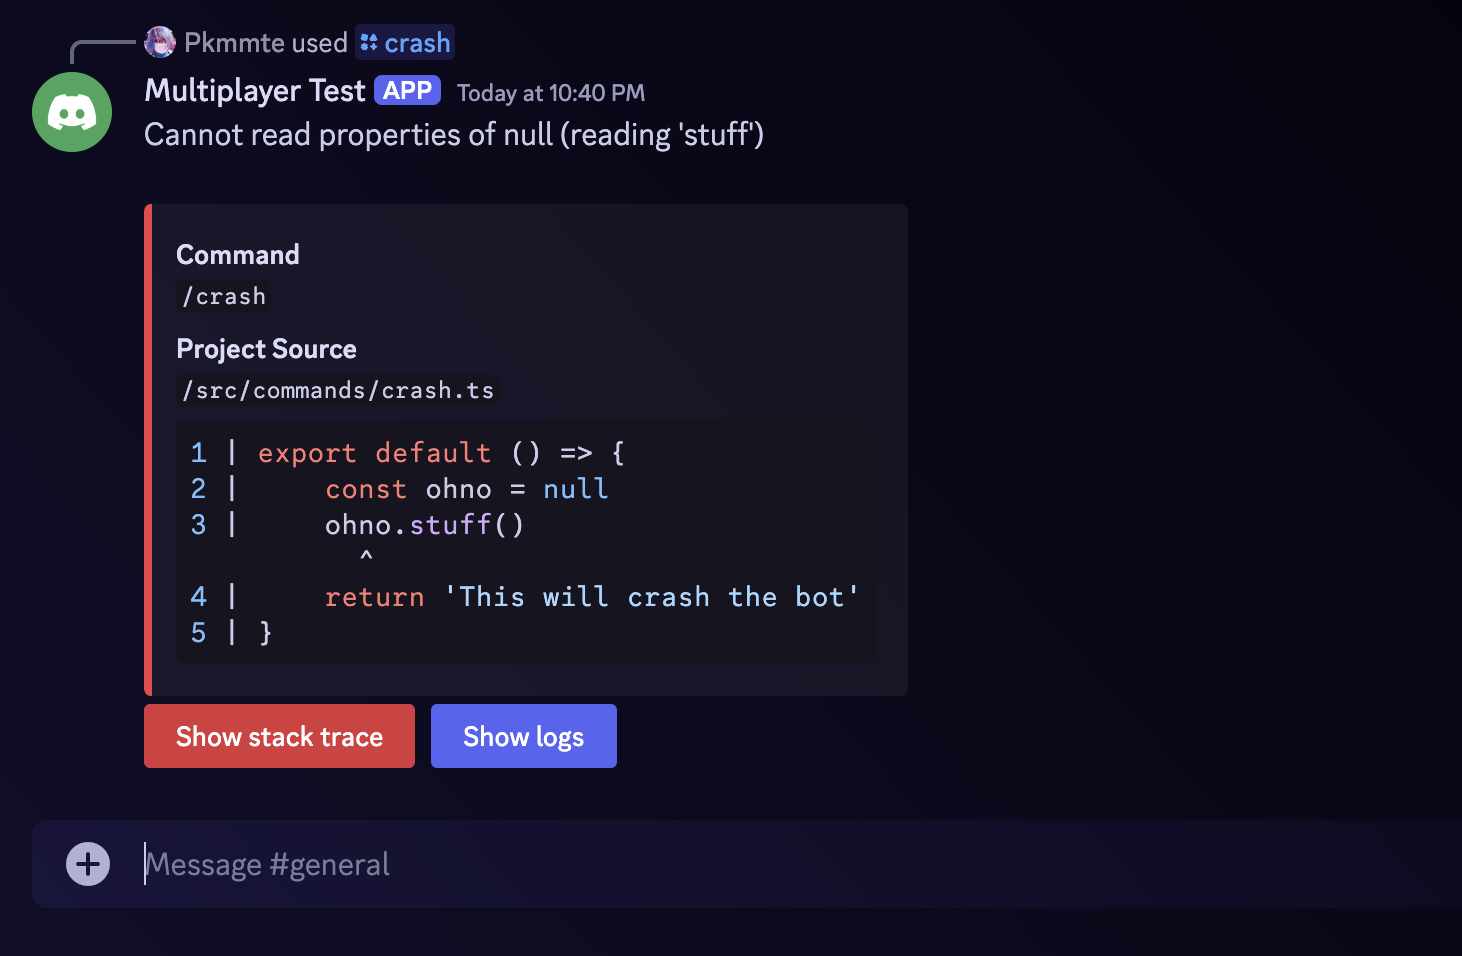 Pkmmte used crash
Multiplayer Test APP Today at 10:40 PM
Cannot read properties of null (reading 'stuff')
Command
/crash
Project Source
/src/commands/crash.ts
1 | export default () => {
2 |     const ohno = null
3 |     ohno.stuff()
^
4 |     return 'This will crash the bot'
5 | }
Show stack trace
Show logs
Message #general